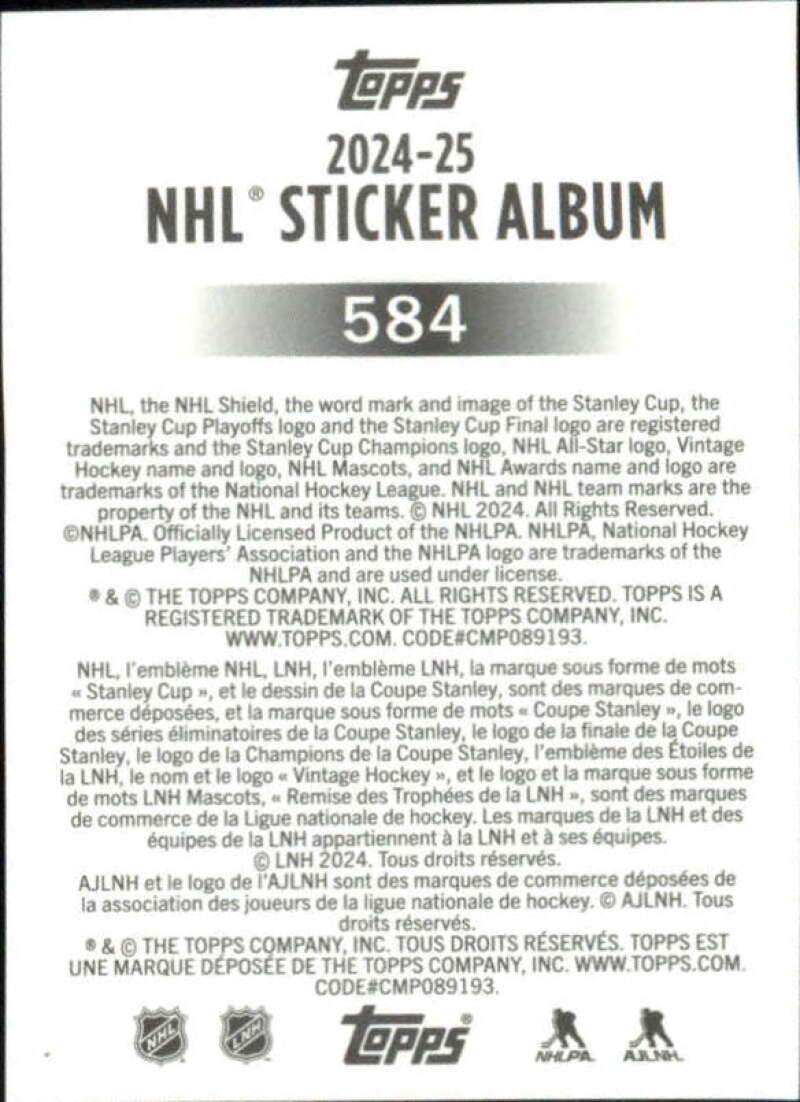 Topps
2024-25
NHL® STICKER ALBUM
584
NHL, the NHL Shield, the word mark and image of the Stanley Cup, the
Stanley Cup Playoffs logo and the Stanley Cup Final logo are registered
trademarks and the Stanley Cup Champions logo, NHL All-Star logo, Vintage
Hockey name and logo, NHL Mascots, and NHL Awards name and logo are
trademarks of the National Hockey League. NHL and NHL team marks are the
property of the NHL and its teams. © NHL 2024. All Rights Reserved.
©NHLPA. Officially Licensed Product of the NHLPA. NHLPA, National Hockey
League Players' Association and the NHLPA logo are trademarks of the
NHLPA and are used under license.
® & © THE TOPPS COMPANY, INC. ALL RIGHTS RESERVED. TOPPS IS A
REGISTERED TRADEMARK OF THE TOPPS COMPANY, INC.
WWW.TOPPS.COM. CODE#CMP089193.
NHL, l'emblème NHL, LNH, l'emblème LNH, la marque sous forme de mots
« Stanley Cup », et le dessin de la Coupe Stanley, sont des marques de com-
merce déposées, et la marque sous forme de mots « Coupe Stanley », le logo
des séries éliminatoires de la Coupe Stanley, le logo de la finale de la Coupe
Stanley, le logo de la Champions de la Coupe Stanley, l'emblème des Étoiles de
la LNH, le nom et le logo « Vintage Hockey », et le logo et la marque sous forme
de mots LNH Mascots, « Remise des Trophées de la LNH », sont des marques
de commerce de la Ligue nationale de hockey. Les marques de la LNH et des
équipes de la LNH appartiennent à la LNH et à ses équipes.
© LNH 2024. Tous droits réservés.
AJLNH et le logo de l'AJLNH sont des marques de commerce déposées de
la association des joueurs de la ligue nationale de hockey. © AJLNH. Tous
droits réservés.
® & © THE TOPPS COMPANY, INC. TOUS DROITS RÉSERVÉS. TOPPS EST
UNE MARQUE DÉPOSÉE DE THE TOPPS COMPANY, INC. WWW.TOPPS.COM.
CODE#CMP089193.
NHL LNH Topps® NHLPA. AJLNH.